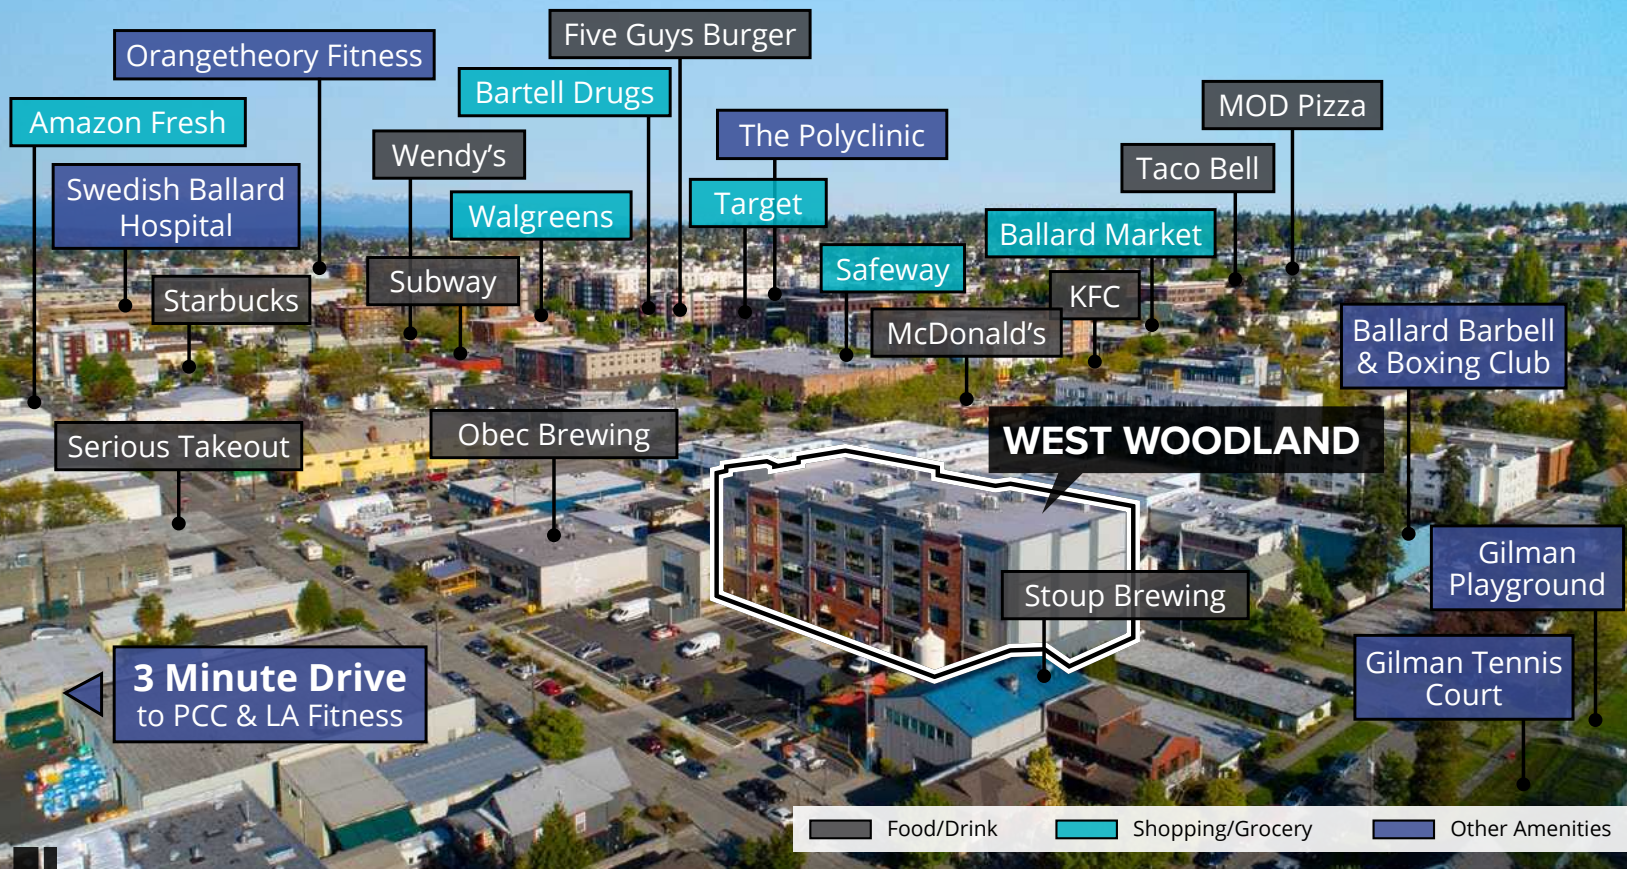 Five Guys Burger
Orangetheory Fitness
Bartell Drugs
MOD Pizza
Amazon Fresh
The Polyclinic
Wendy’s
Taco Bell
Swedish Ballard
Hospital
Walgreens
Target
Ballard Market
Safeway
Subway
Starbucks
KFC
McDonald’s
Ballard Barbell
& Boxing Club
Serious Takeout
Obec Brewing
WEST WOODLAND
Gilman
Playground
Stoup Brewing
Gilman Tennis
Court
3 Minute Drive
to PCC & LA Fitness
Food/Drink
Shopping/Grocery
Other Amenities